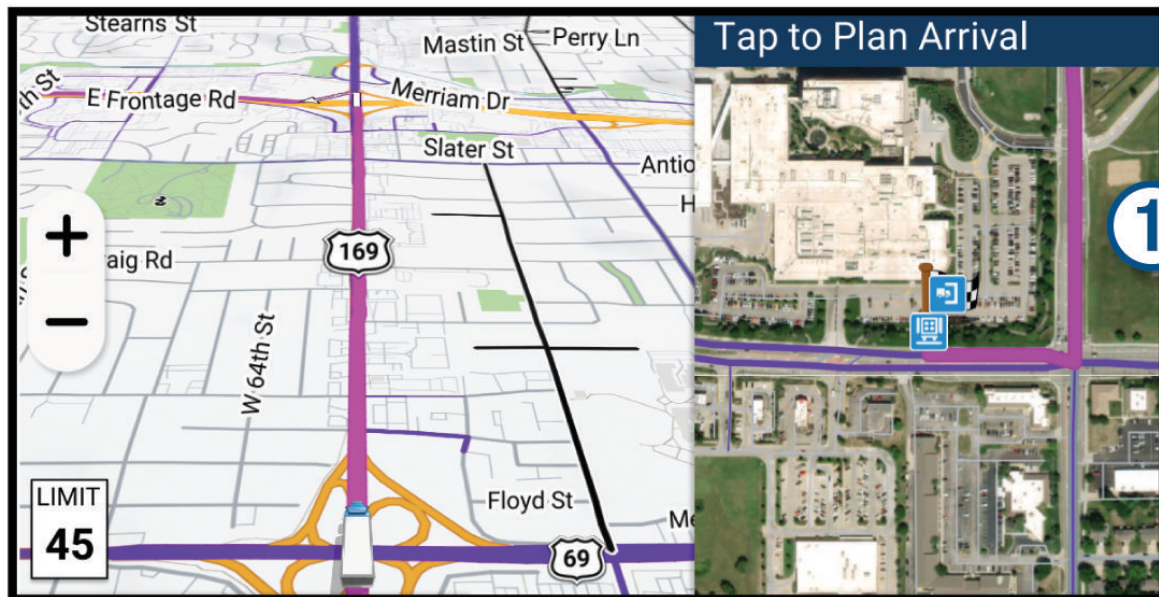 Stearns St
Mastin St
Perry Ln
Tap to Plan Arrival
E Frontage Rd
Merriam Dr
Slater St
Antio
169
aig Rd
W 64th St
LIMIT
45
Floyd St
69
1